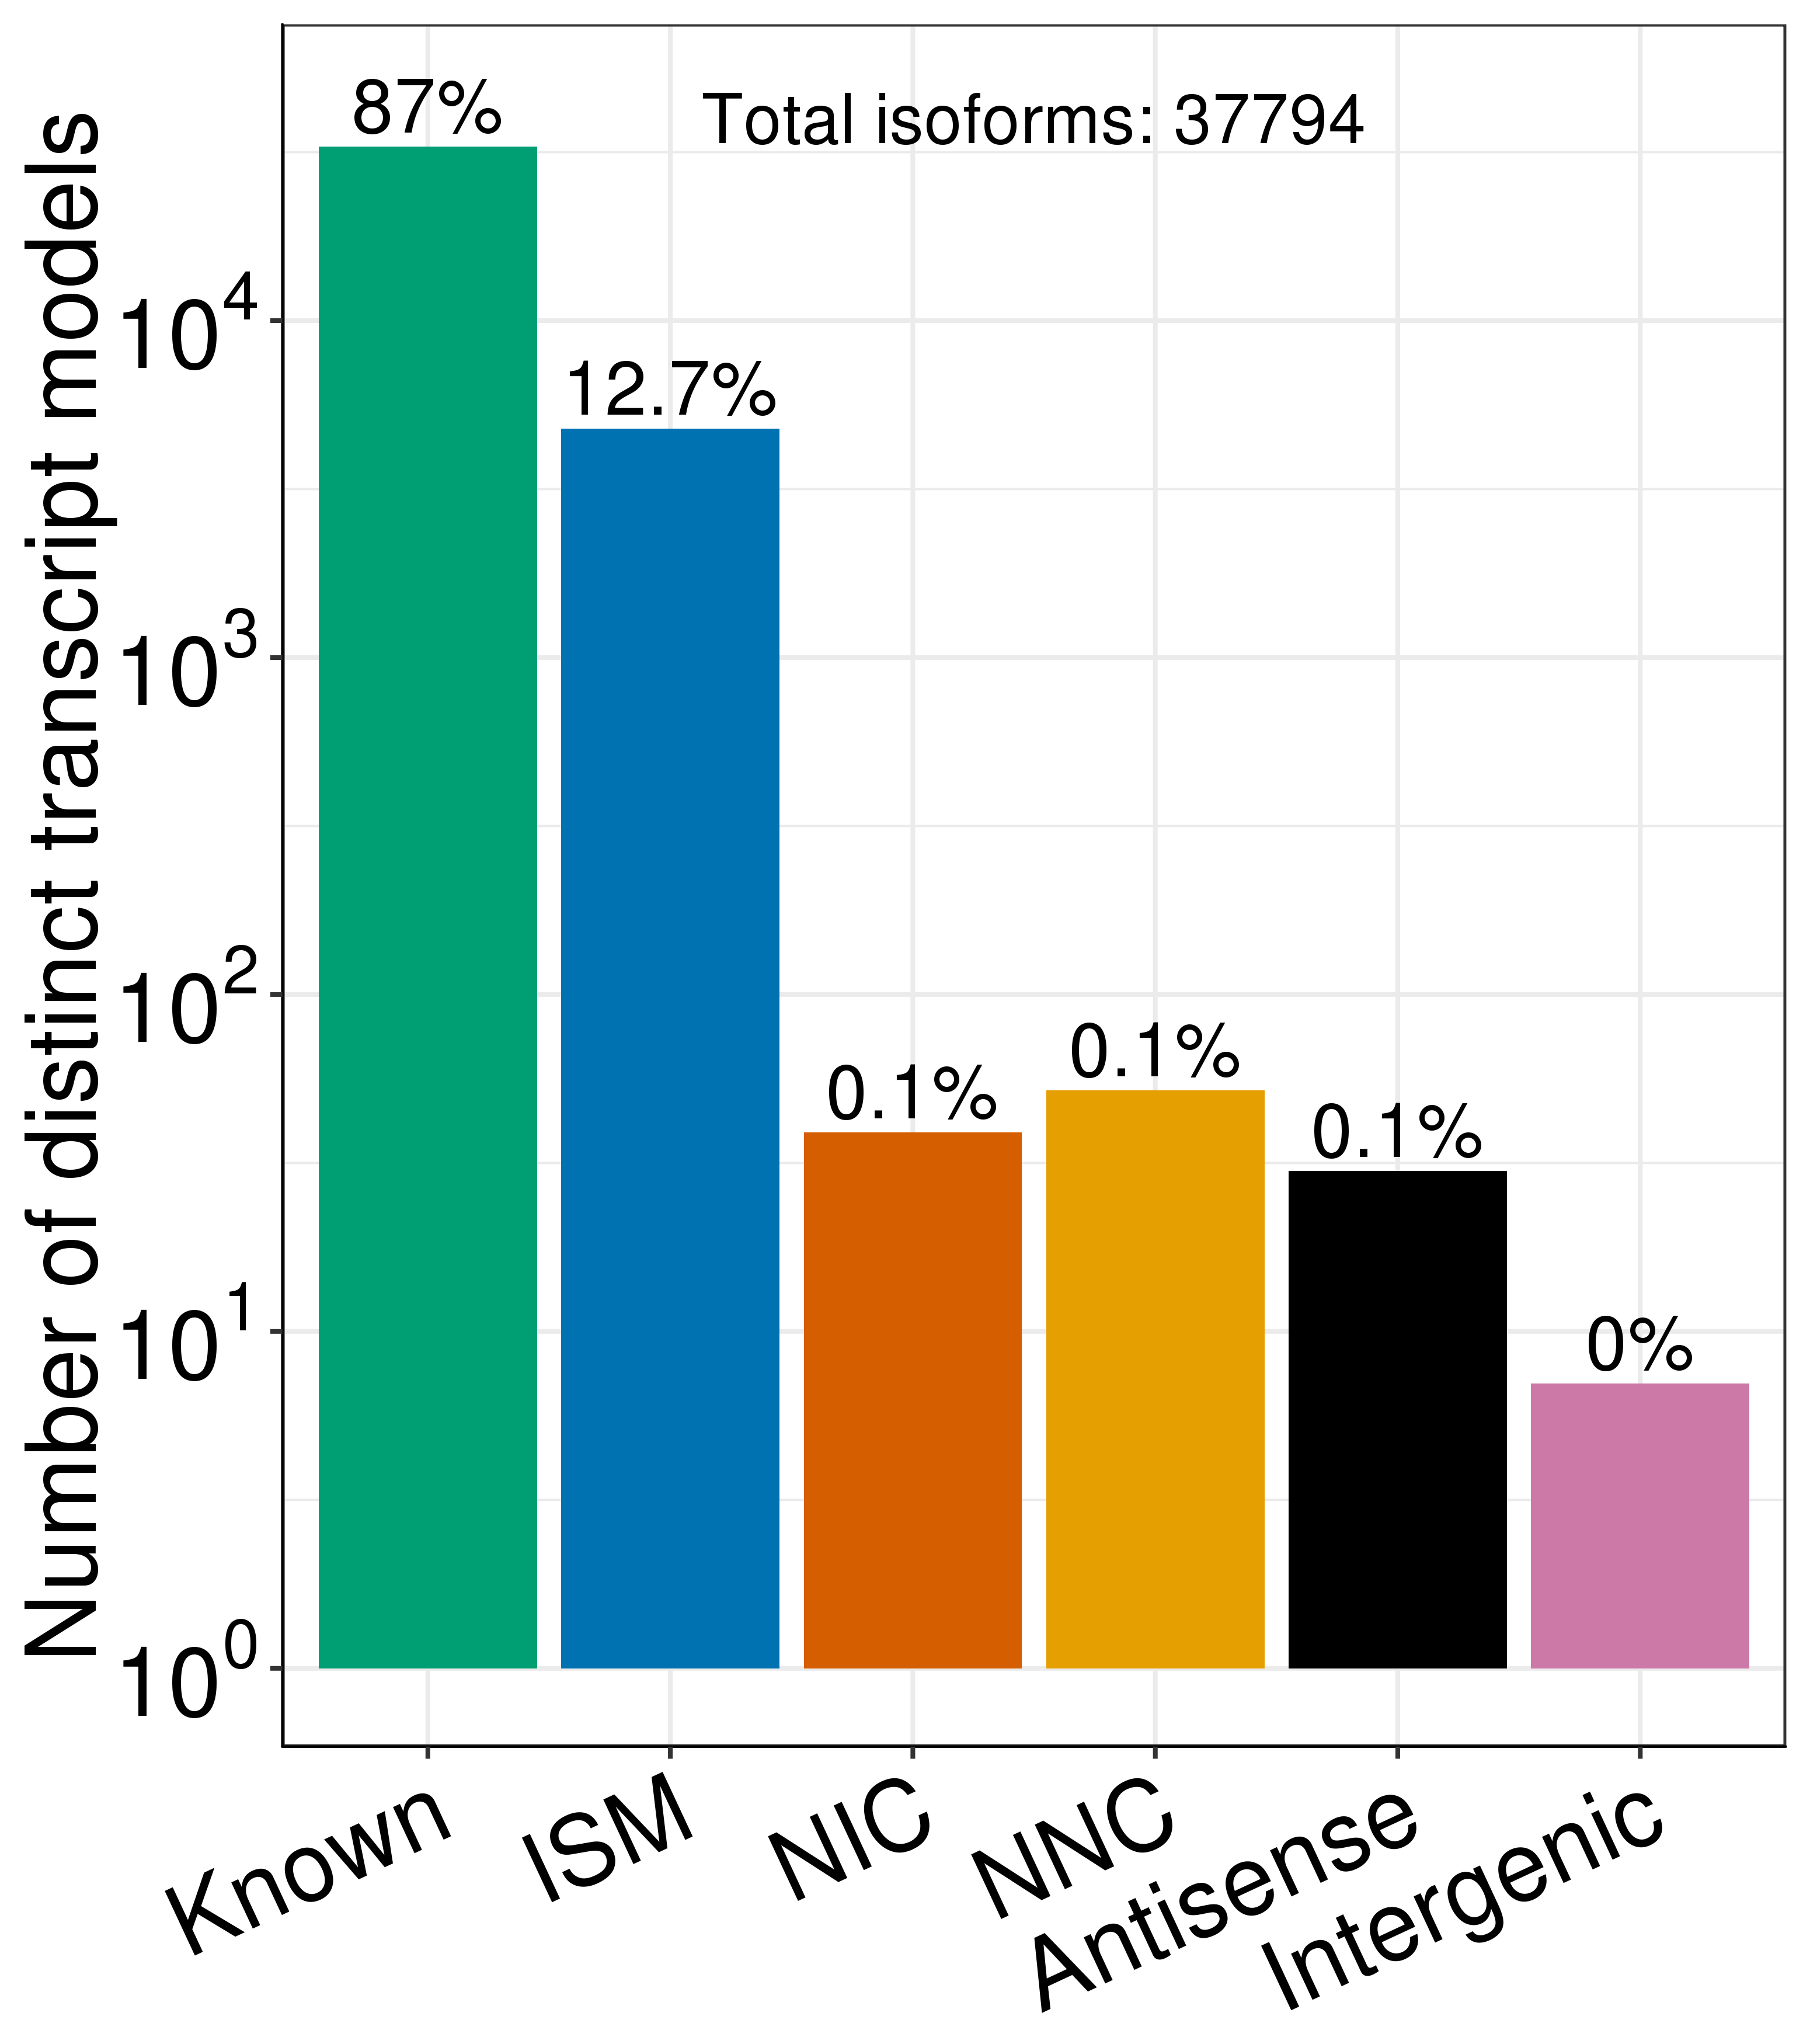 Number of distinct transcript models
10^4
10^3
10^2
10^1
10^0
Total isoforms: 37794
87%
12.7%
0.1%
0.1%
0.1%
0%
Known
ISM
NIC
NNC
Antisense
Intergenic